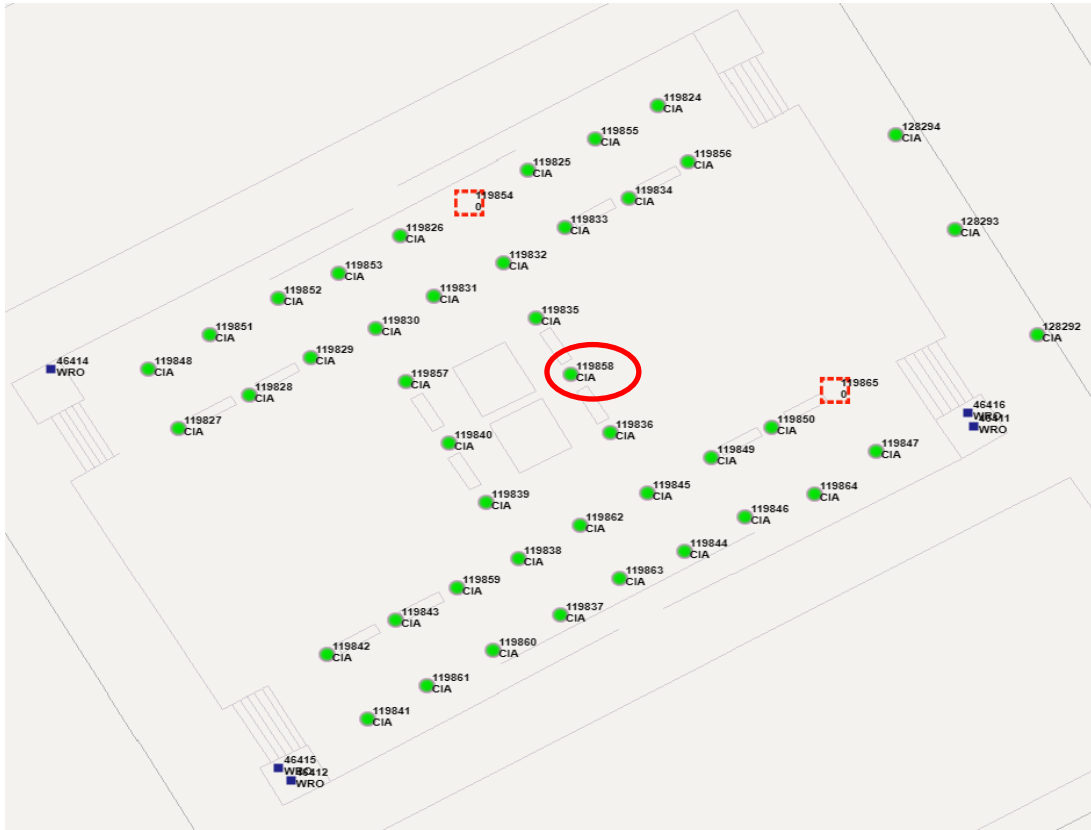 119824
CIA
119855
CIA
128294
CIA
119856
CIA
119825
CIA
119854
0
119834
CIA
119833
CIA
119826
CIA
128293
CIA
119832
CIA
119853
CIA
119852
CIA
119831
CIA
119835
CIA
119830
CIA
119851
CIA
128292
CIA
119829
CIA
46414
WRO
119848
CIA
119858
CIA
119857
CIA
119865
0
119828
CIA
46416
WRO
46411
WRO
119827
CIA
119850
CIA
119836
CIA
119840
CIA
119847
CIA
119849
CIA
119845
CIA
119864
CIA
119839
CIA
119846
CIA
119862
CIA
119844
CIA
119838
CIA
119863
CIA
119859
CIA
119837
CIA
119843
CIA
119860
CIA
119842
CIA
119861
CIA
119841
CIA
46415
WRO
46412
WRO